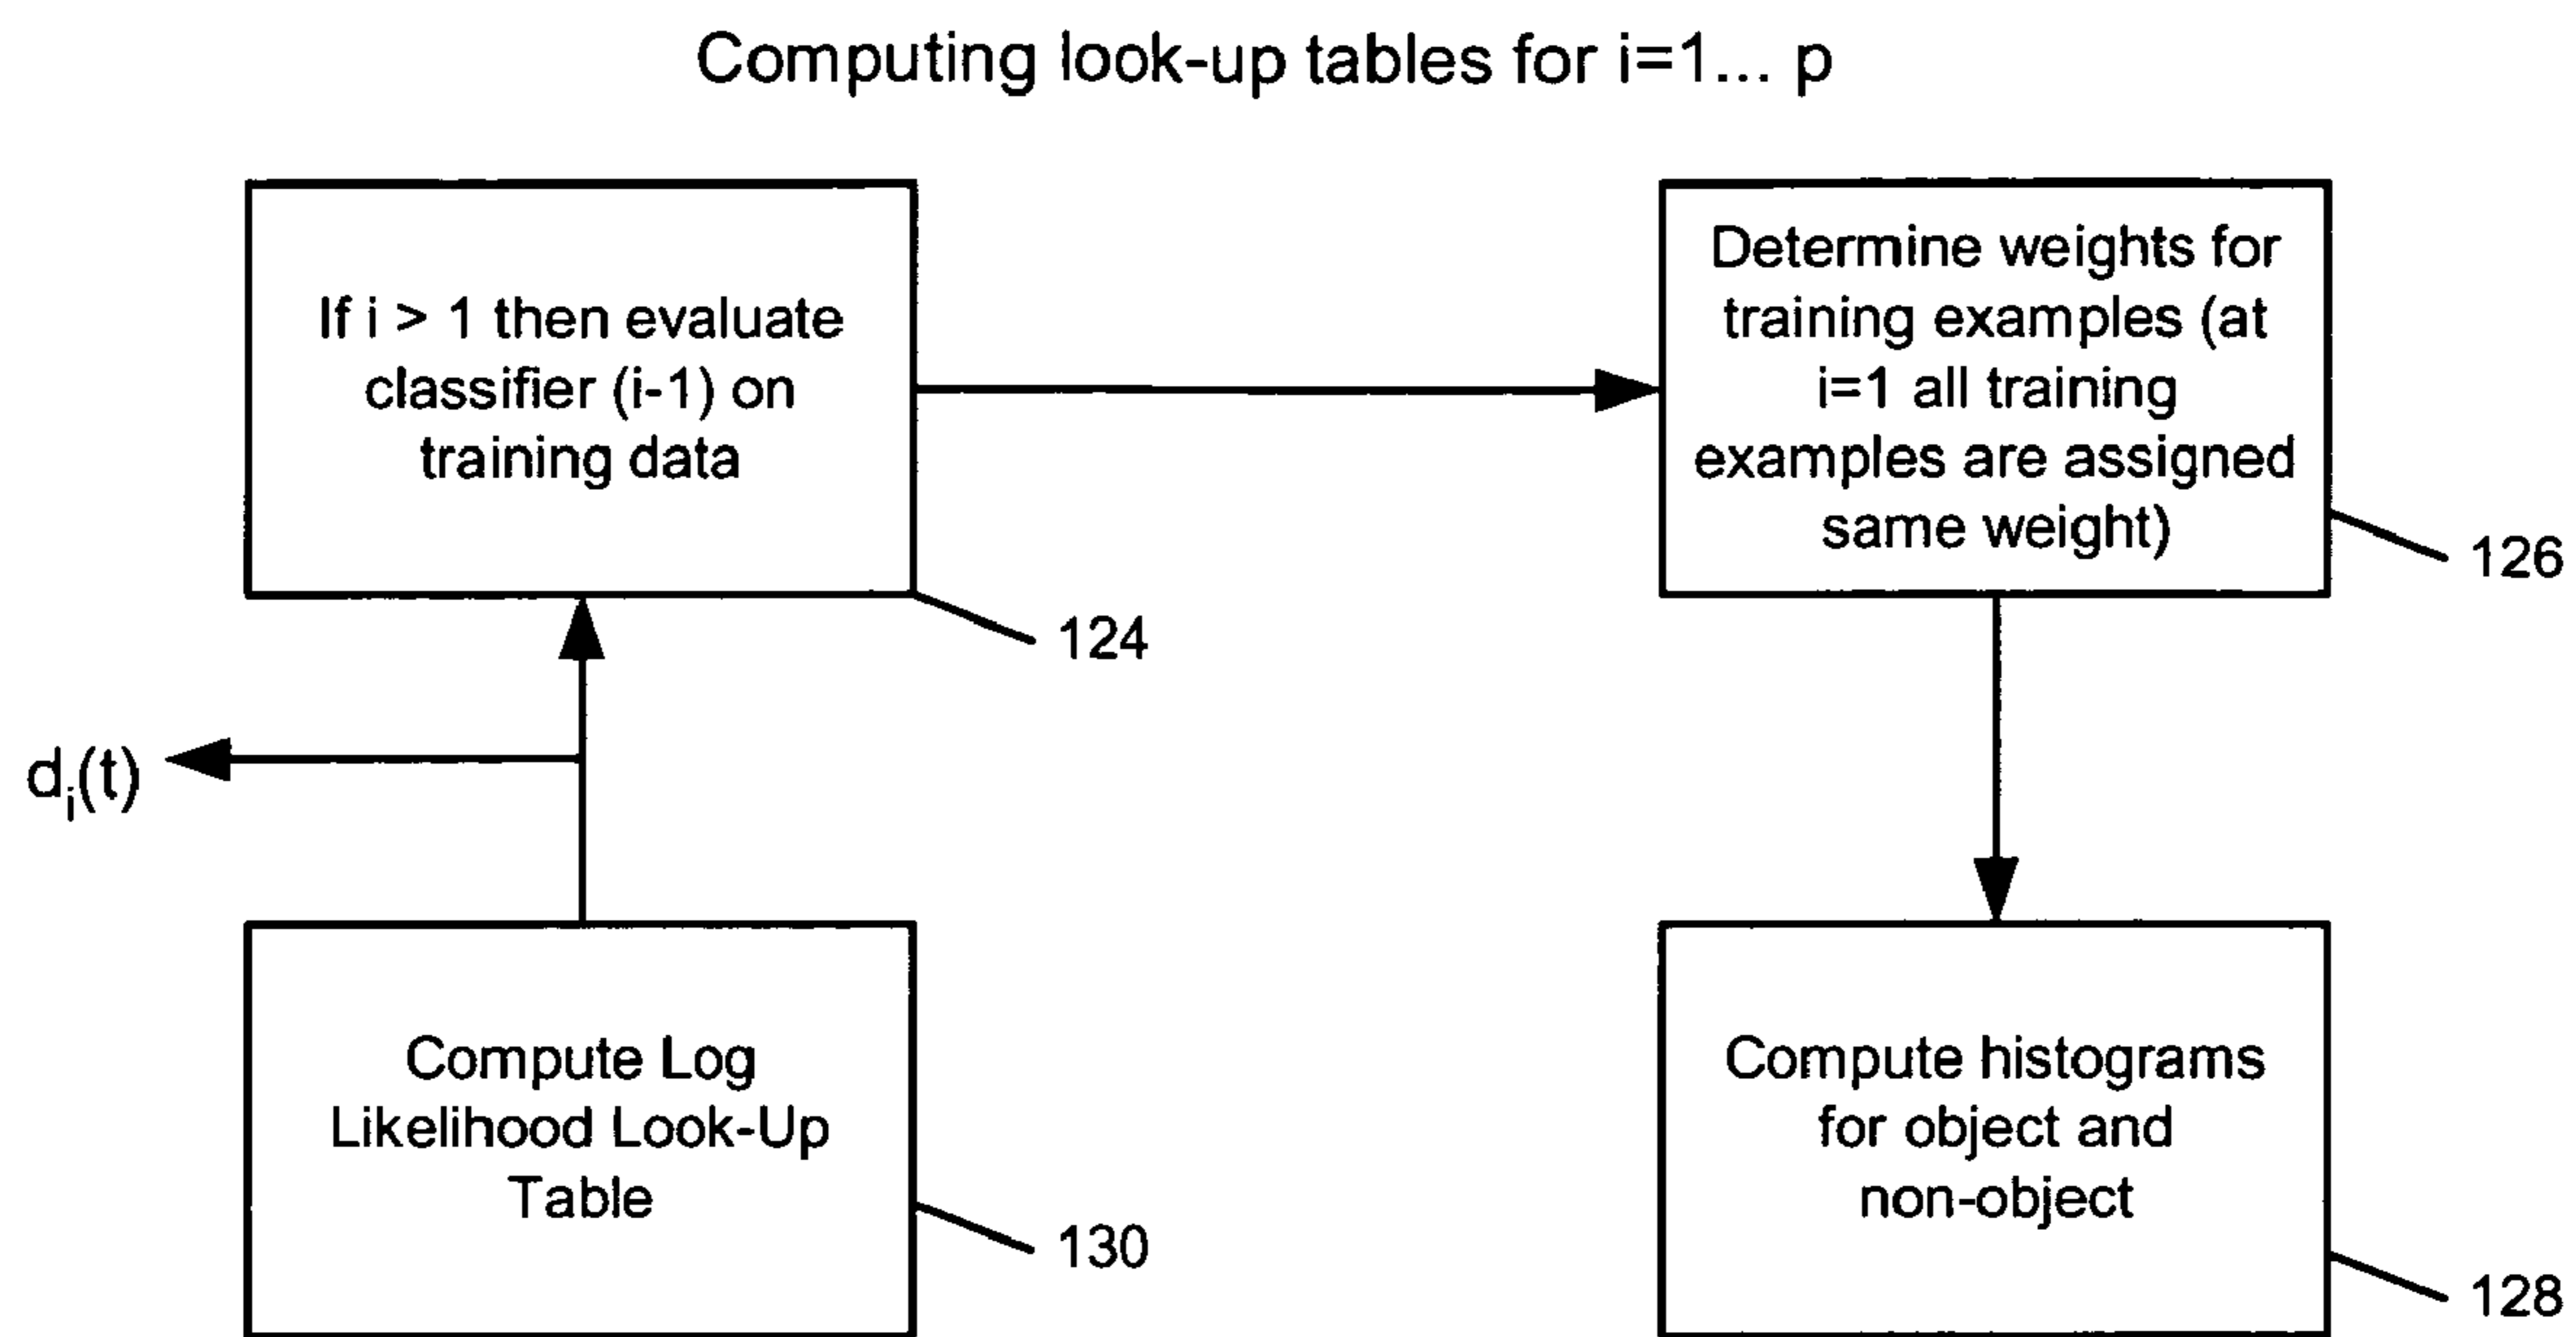 Computing look-up tables for i=1... p
If i > 1 then evaluate
classifier (i-1) on
training data
124
Determine weights for
training examples (at
i=1 all training
examples are assigned
same weight)
126
di(t)
Compute Log
Likelihood Look-Up
Table
130
Compute histograms
for object and
non-object
128